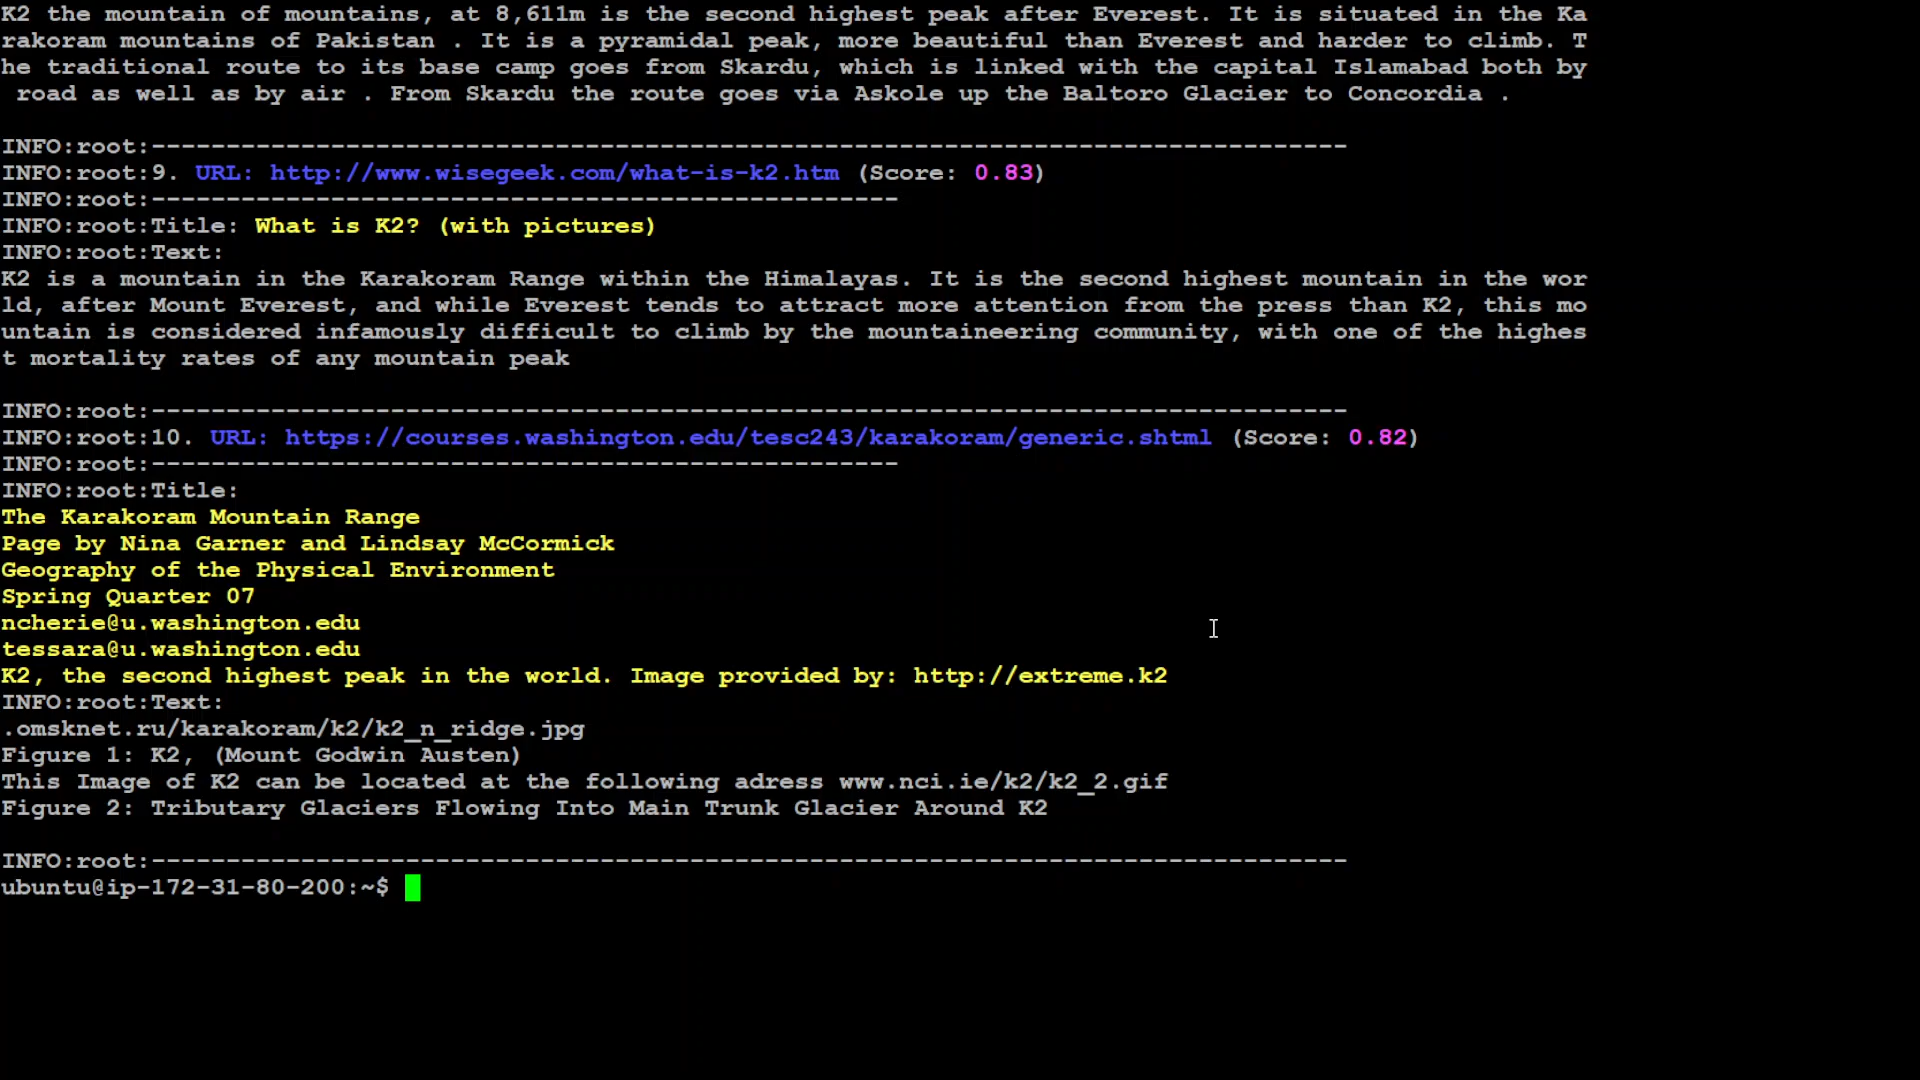 K2 the mountain of mountains, at 8,611m is the second highest peak after Everest. It is situated in the Ka
rakoram mountains of Pakistan . It is a pyramidal peak, more beautiful than Everest and harder to climb. T
he traditional route to its base camp goes from Skardu, which is linked with the capital Islamabad both by
 road as well as by air . From Skardu the route goes via Askole up the Baltoro Glacier to Concordia .
INFO:root:--------------------------------------------------------------------------------
INFO:root:9. URL: http://www.wisegeek.com/what-is-k2.htm (Score: 0.83)
INFO:root:--------------------------------------------------
INFO:root:Title: What is K2? (with pictures)
INFO:root:Text:
K2 is a mountain in the Karakoram Range within the Himalayas. It is the second highest mountain in the wor
ld, after Mount Everest, and while Everest tends to attract more attention from the press than K2, this mo
untain is considered infamously difficult to climb by the mountaineering community, with one of the highes
t mortality rates of any mountain peak
INFO:root:--------------------------------------------------------------------------------
INFO:root:10. URL: https://courses.washington.edu/tesc243/karakoram/generic.shtml (Score: 0.82)
INFO:root:--------------------------------------------------
INFO:root:Title:
The Karakoram Mountain Range
Page by Nina Garner and Lindsay McCormick
Geography of the Physical Environment
Spring Quarter 07
ncherie@u.washington.edu
tessara@u.washington.edu
K2, the second highest peak in the world. Image provided by: http://extreme.k2
INFO:root:Text:
.omsknet.ru/karakoram/k2/k2_n_ridge.jpg
Figure 1: K2, (Mount Godwin Austen)
This Image of K2 can be located at the following adress www.nci.ie/k2/k2_2.gif
Figure 2: Tributary Glaciers Flowing Into Main Trunk Glacier Around K2
INFO:root:--------------------------------------------------------------------------------
ubuntu@ip-172-31-80-200:~$